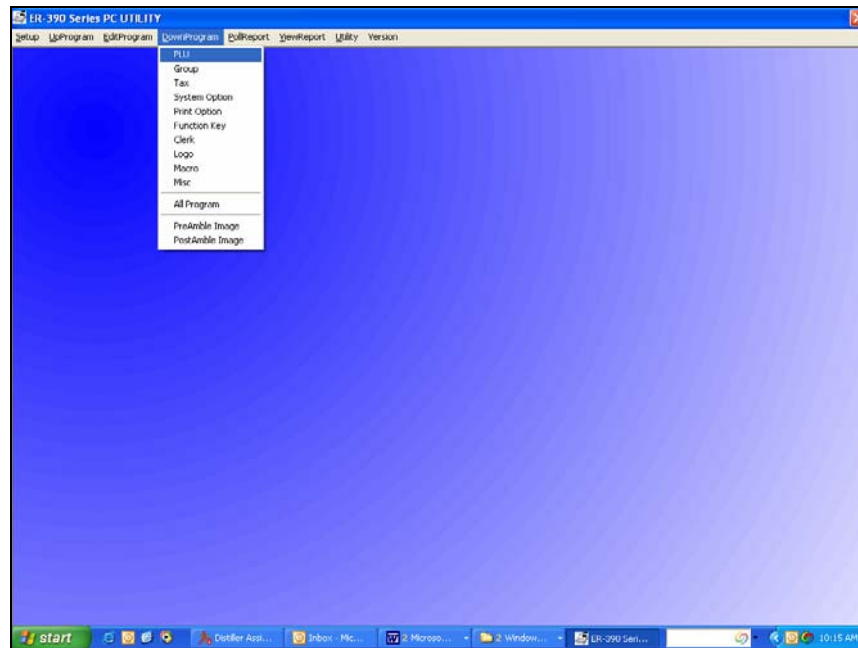 ER-390 Series PC UTILITY
Setup UpProgram EditProgram DownProgram PollReport ViewReport Utility Version
PLU
Group
Tax
System Option
Print Option
Function Key
Clerk
Logo
Macro
Misc
All Program
PreAmble Image
PostAmble Image
start Distiller Assi... Inbox - Mic... 2 Microso... 2 Window... ER-390 Seri... 10:15 AM